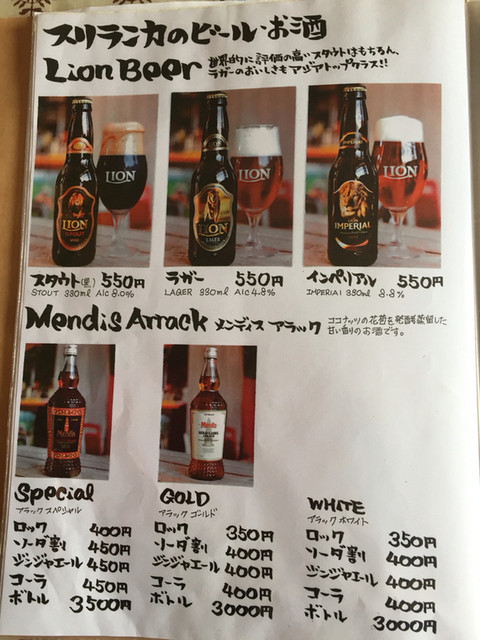 スリランカのビール・お酒
Lion Beer 世界的に評価の高いスタウトはもちろん、
ラガーのおいしさもアジアトップクラス!!
LION
LION
STOUT
LION
LION
LAGER
LION
IMPERIAL
スタウト(黒) 550円
STOUT 330ml Alc 8.0%
ラガー 550円
LAGER 330ml Alc 4.8%
インペリアル 550円
IMPERIAL 330ml 8.8%
Mendis Arrack メンディス アラック
ココナッツの花苞を発酵蒸留した
甘い香りのお酒です。
Mendis
Mendis
Special
アラック スペシャル
ロック 400円
ソーダ割 450円
ジンジャエール 450円
コーラ 450円
ボトル 3500円
GOLD
アラック ゴールド
ロック 350円
ソーダ割 400円
ジンジャエール 400円
コーラ 400円
ボトル 3000円
WHITE
アラック ホワイト
ロック 350円
ソーダ割 400円
ジンジャエール 400円
コーラ 400円
ボトル 3000円